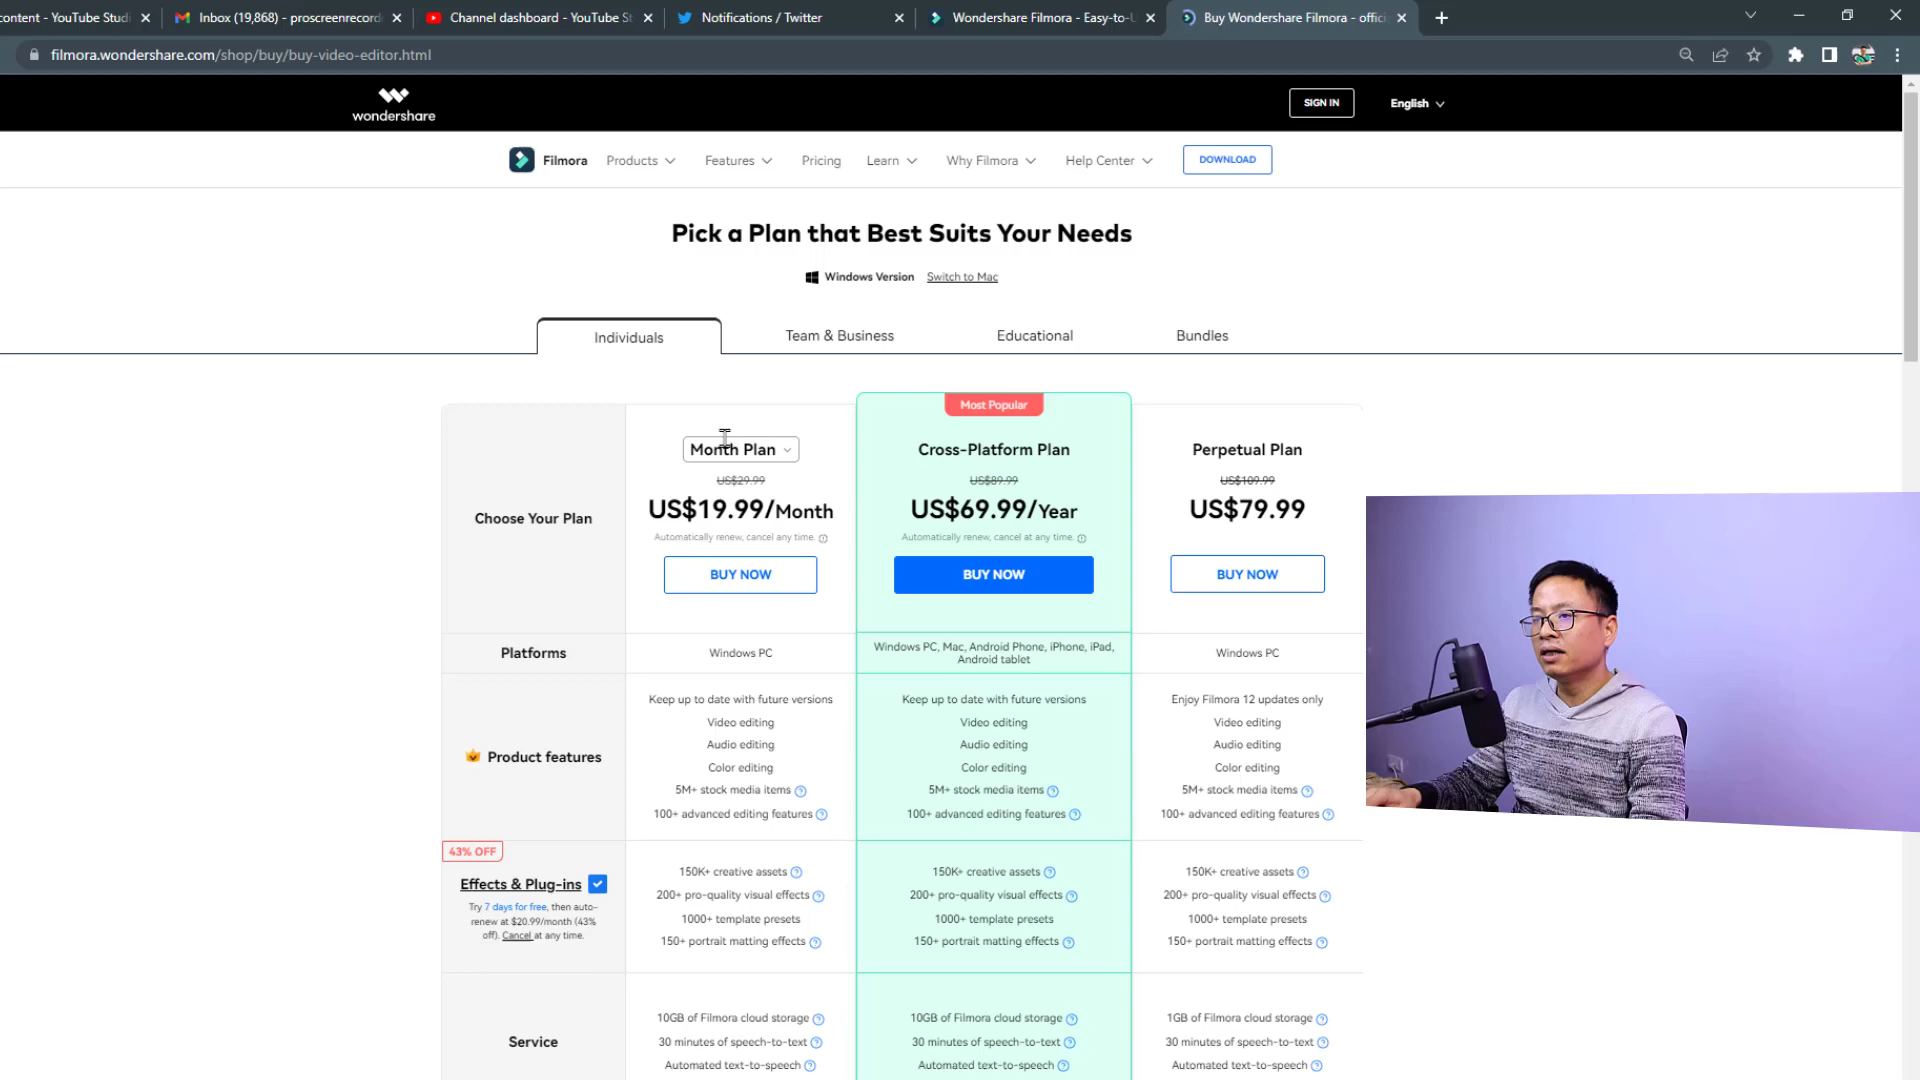 content - YouTube Studi
Inbox (19,868) - proscreenrecord
Channel dashboard - YouTube St
Notifications / Twitter
Wondershare Filmora - Easy-to-U
Buy Wondershare Filmora - offici
filmora.wondershare.com/shop/buy/buy-video-editor.html
wondershare
SIGN IN
English
Filmora
Products
Features
Pricing
Learn
Why Filmora
Help Center
DOWNLOAD
Pick a Plan that Best Suits Your Needs
Windows Version Switch to Mac
Individuals
Team & Business
Educational
Bundles
Most Popular
Choose Your Plan
Month Plan
US$29.99
US$19.99/Month
Automatically renew, cancel any time.
BUY NOW
Cross-Platform Plan
US$89.99
US$69.99/Year
Automatically renew, cancel at any time.
BUY NOW
Perpetual Plan
US$109.99
US$79.99
BUY NOW
Platforms
Windows PC
Windows PC, Mac, Android Phone, iPhone, iPad,
Android tablet
Windows PC
Product features
Keep up to date with future versions
Video editing
Audio editing
Color editing
5M+ stock media items
100+ advanced editing features
Keep up to date with future versions
Video editing
Audio editing
Color editing
5M+ stock media items
100+ advanced editing features
Enjoy Filmora 12 updates only
Video editing
Audio editing
Color editing
5M+ stock media items
100+ advanced editing features
43% OFF
Effects & Plug-ins
Try 7 days for free, then auto-
renew at $20.99/month (43%
off). Cancel at any time.
150K+ creative assets
200+ pro-quality visual effects
1000+ template presets
150+ portrait matting effects
150K+ creative assets
200+ pro-quality visual effects
1000+ template presets
150+ portrait matting effects
150K+ creative assets
200+ pro-quality visual effects
1000+ template presets
150+ portrait matting effects
Service
10GB of Filmora cloud storage
30 minutes of speech-to-text
Automated text-to-speech
10GB of Filmora cloud storage
30 minutes of speech-to-text
Automated text-to-speech
1GB of Filmora cloud storage
30 minutes of speech-to-text
Automated text-to-speech